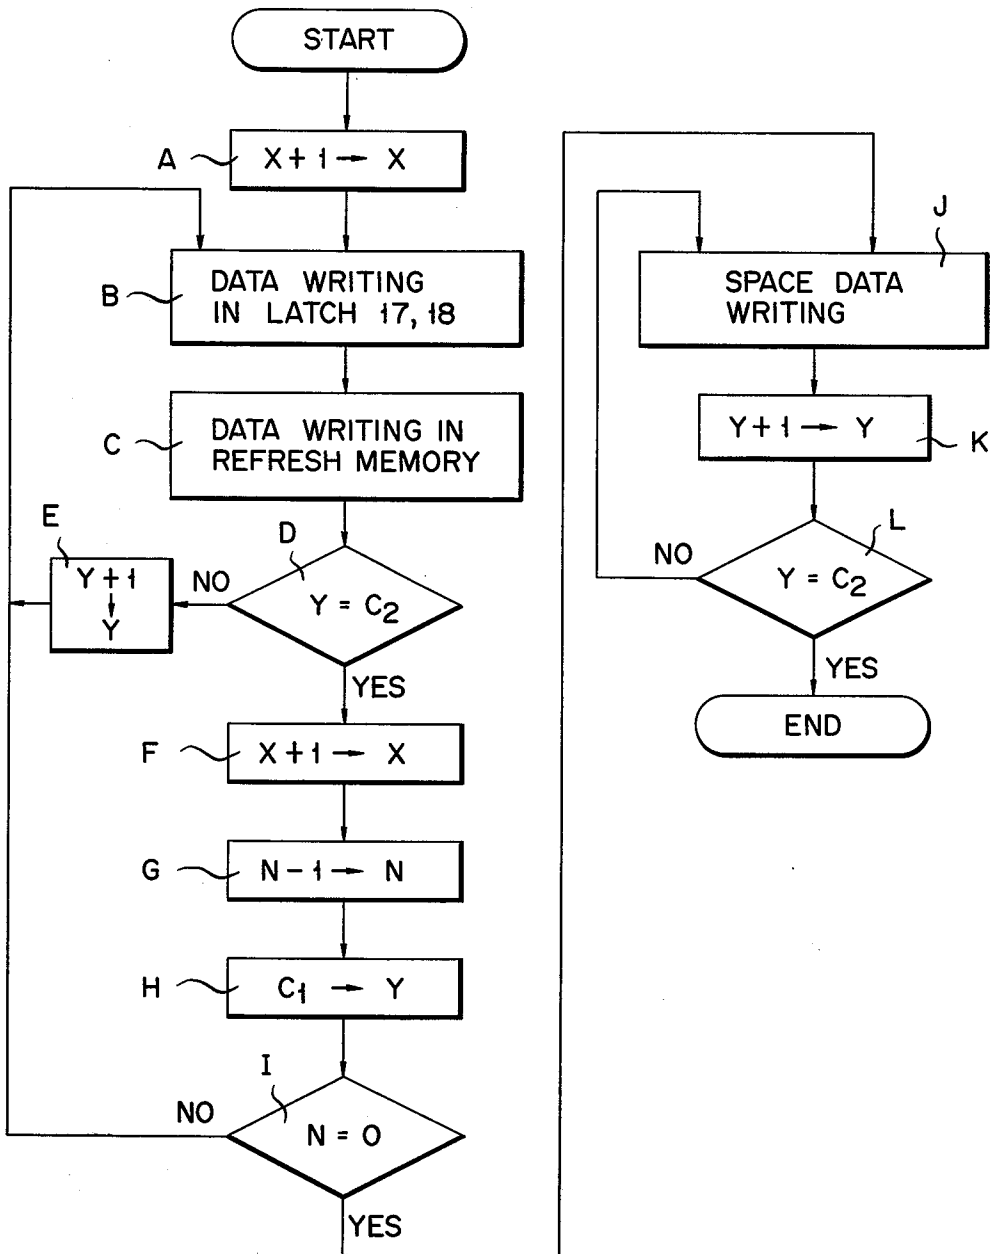 START
A
X + 1 → X
B
DATA WRITING
IN LATCH 17, 18
C
DATA WRITING IN
REFRESH MEMORY
D
Y = C2
NO
E
Y + 1
↓
Y
YES
F
X + 1 → X
G
N - 1 → N
H
C1 → Y
I
N = 0
NO
YES
J
SPACE DATA
WRITING
Y + 1 → Y
K
L
Y = C2
NO
YES
END